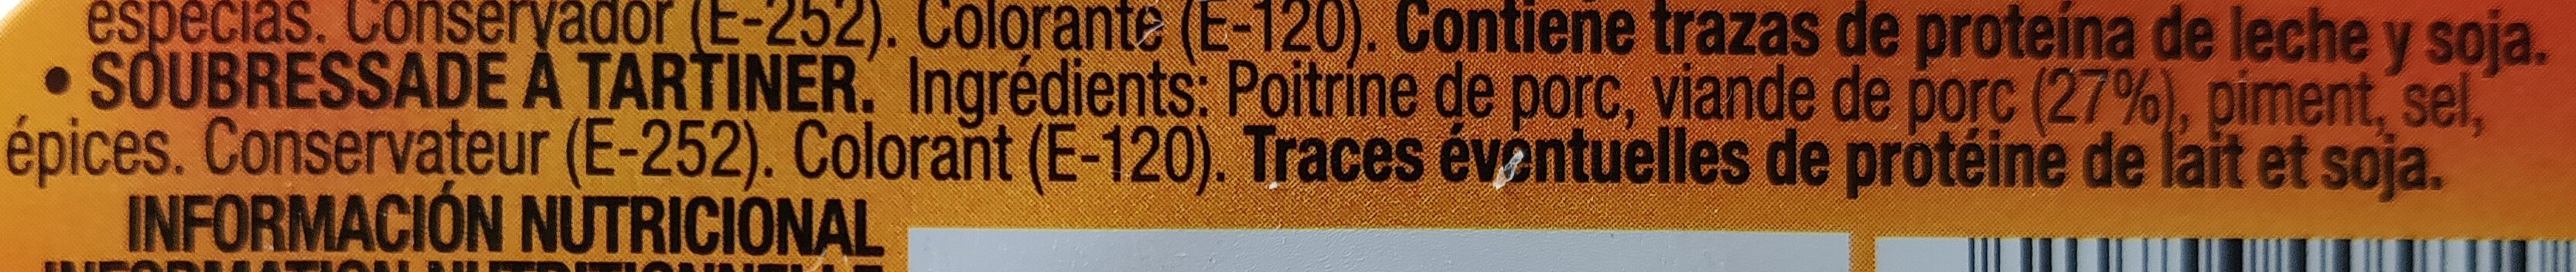 especias. Conservador (E-252). Colorante (E-120). Contiene trazas de proteína de leche y soja.
• SOUBRESSADE À TARTINER. Ingrédients: Poitrine de porc, viande de porc (27%), piment, sel,
épices. Conservateur (E-252). Colorant (E-120). Traces éventuelles de protéine de lait et soja.
INFORMACIÓN NUTRICIONAL
INFORMATION NUTRITIONNELLE